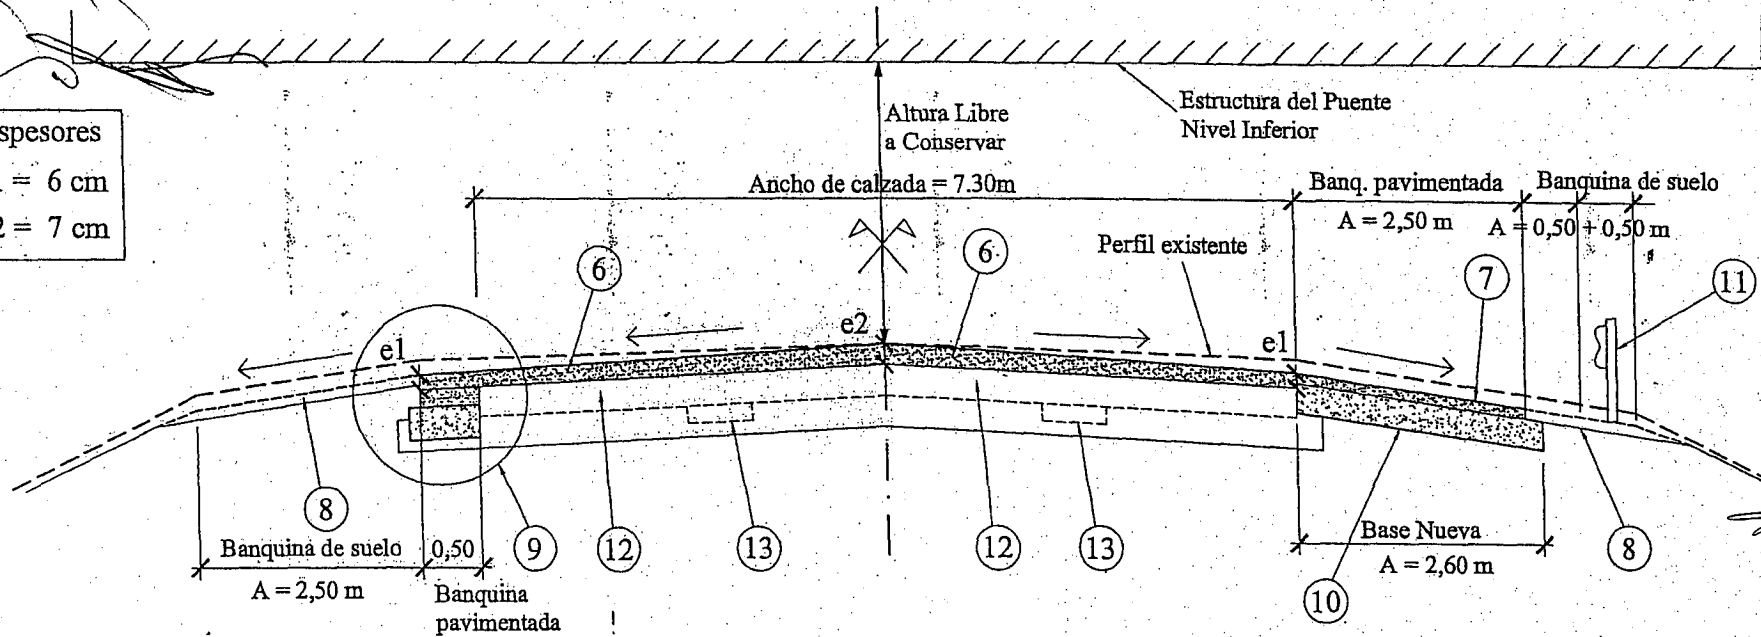 Espesores
= 6 cm
2 = 7 cm
Altura Libre
a Conservar
Estructura del Puente
Nivel Inferior
Ancho de calzada = 7.30m
Banq. pavimentada
A = 2,50 m
Banquina de suelo
A = 0,50 + 0,50 m
Perfil existente
6
6
7
11
e1
e2
e1
8
9
12
13
12
13
10
8
Banquina de suelo
A = 2,50 m
0,50
Banquina
pavimentada
Base Nueva
A = 2,60 m